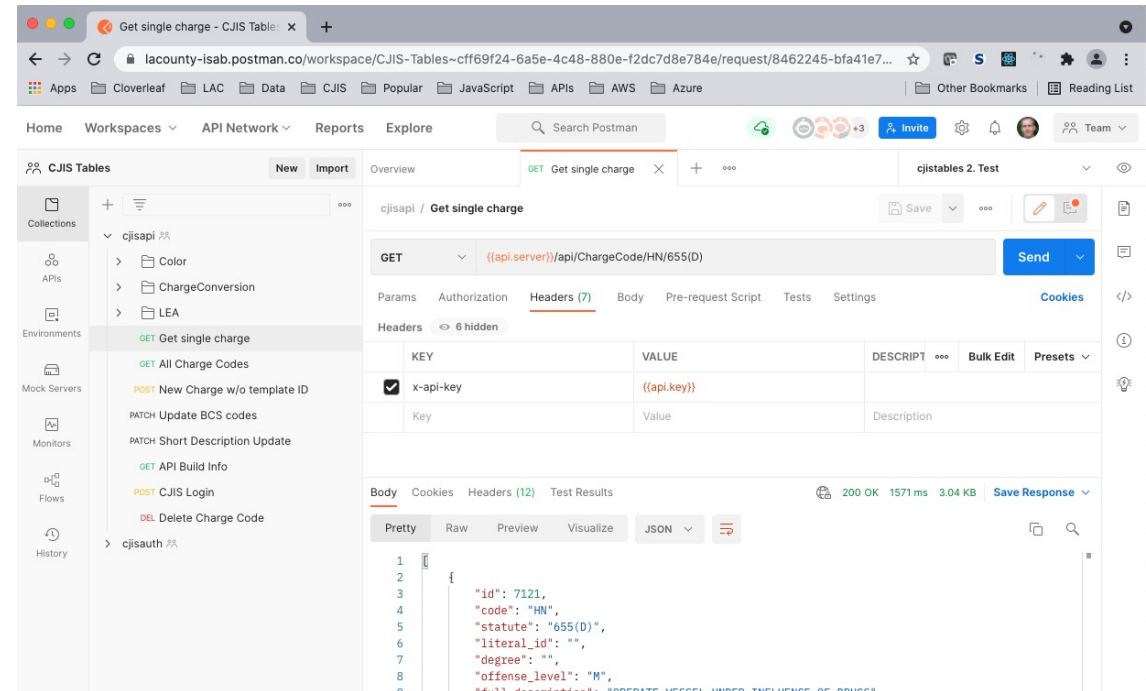 Get single charge - CJIS Tables
lacounty-isab.postman.co/workspace/CJIS-Tables~cff69f24-6a5e-4c48-880e-f2dc7d8e784e/request/8462245-bfa41e7...
Apps Cloverleaf LAC Data CJIS Popular JavaScript APIs AWS Azure Other Bookmarks Reading List
Home Workspaces API Network Reports Explore Search Postman +3 Invite Team
CJIS Tables New Import Overview GET Get single charge cjistables 2. Test
Collections
APIs
Environments
Mock Servers
Monitors
Flows
History
cjisapi
Color
ChargeConversion
LEA
GET Get single charge
GET All Charge Codes
POST New Charge w/o template ID
PATCH Update BCS codes
PATCH Short Description Update
GET API Build Info
POST CJIS Login
DEL Delete Charge Code
cjisauth
cjisapi / Get single charge Save
GET {{api.server}}/api/ChargeCode/HN/655(D) Send
Params Authorization Headers (7) Body Pre-request Script Tests Settings Cookies
Headers 6 hidden
KEY VALUE DESCRIPT Bulk Edit Presets
x-api-key {{api.key}}
Key Value Description
Body Cookies Headers (12) Test Results 200 OK 1571 ms 3.04 KB Save Response
Pretty Raw Preview Visualize JSON
1 [
2 {
3 "id": 7121,
4 "code": "HN",
5 "statute": "655(D)",
6 "literal_id": "",
7 "degree": "",
8 "offense_level": "M",
"full_description": "OPERATE VESSEL UNDER INFLUENCE OF DRUGS"